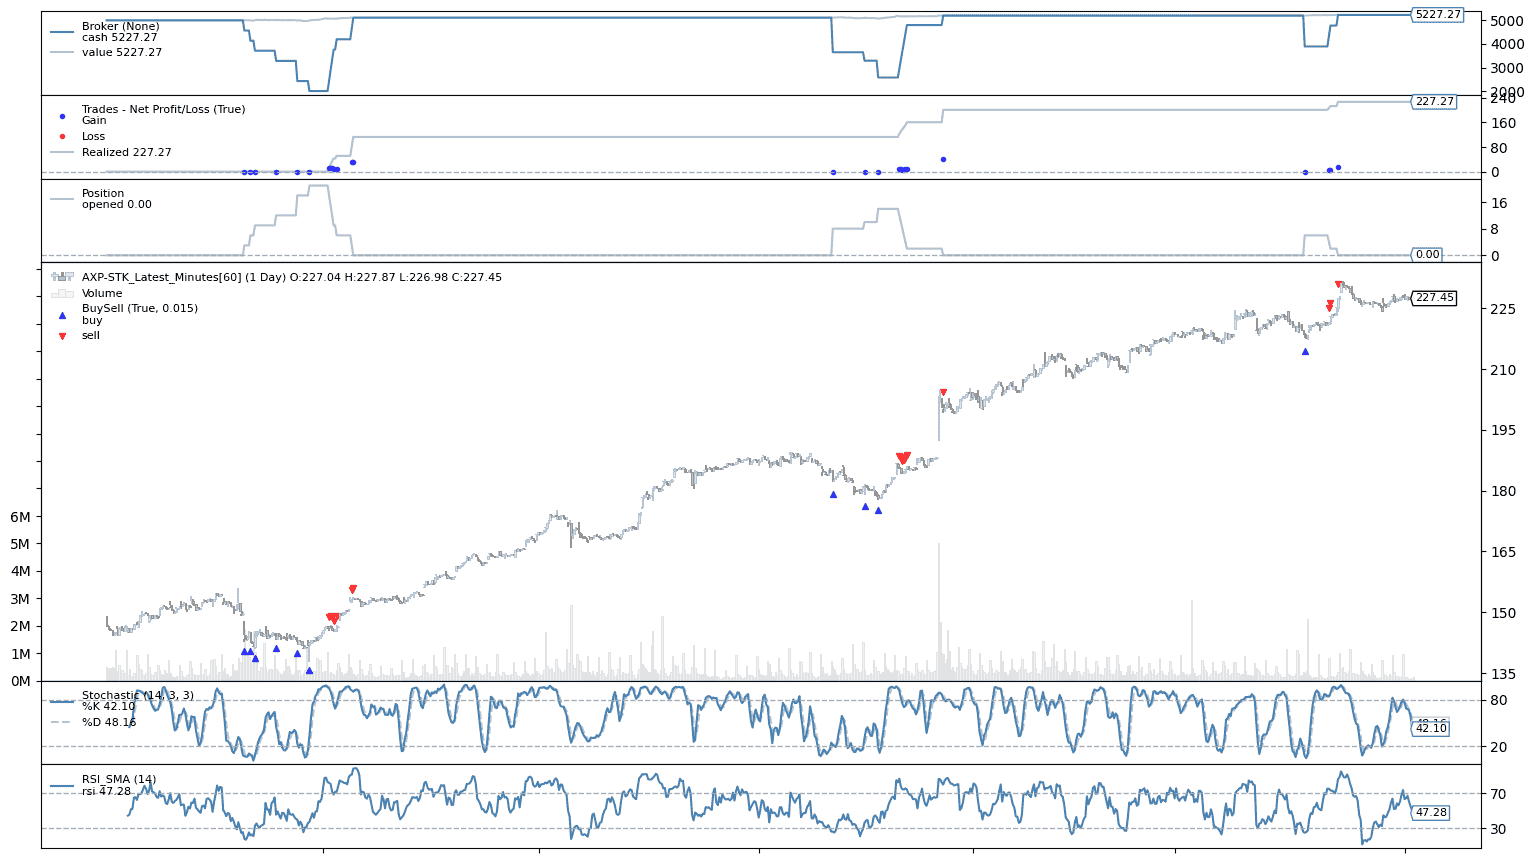 Broker (None)
cash 5227.27
value 5227.27
5227.27
5000
4000
3000
2000
Trades - Net Profit/Loss (True)
Gain
Loss
Realized 227.27
240
227.27
160
80
0
Position
opened 0.00
16
8
0
0.00
AXP-STK_Latest_Minutes[60] (1 Day) O:227.04 H:227.87 L:226.98 C:227.45
Volume
BuySell (True, 0.015)
buy
sell
227.45
225
210
195
180
165
150
135
6M
5M
4M
3M
2M
1M
0M
Stochastic (14, 3, 3)
%K 42.10
%D 48.16
80
48.16
42.10
20
RSI_SMA (14)
rsi 47.28
70
47.28
30